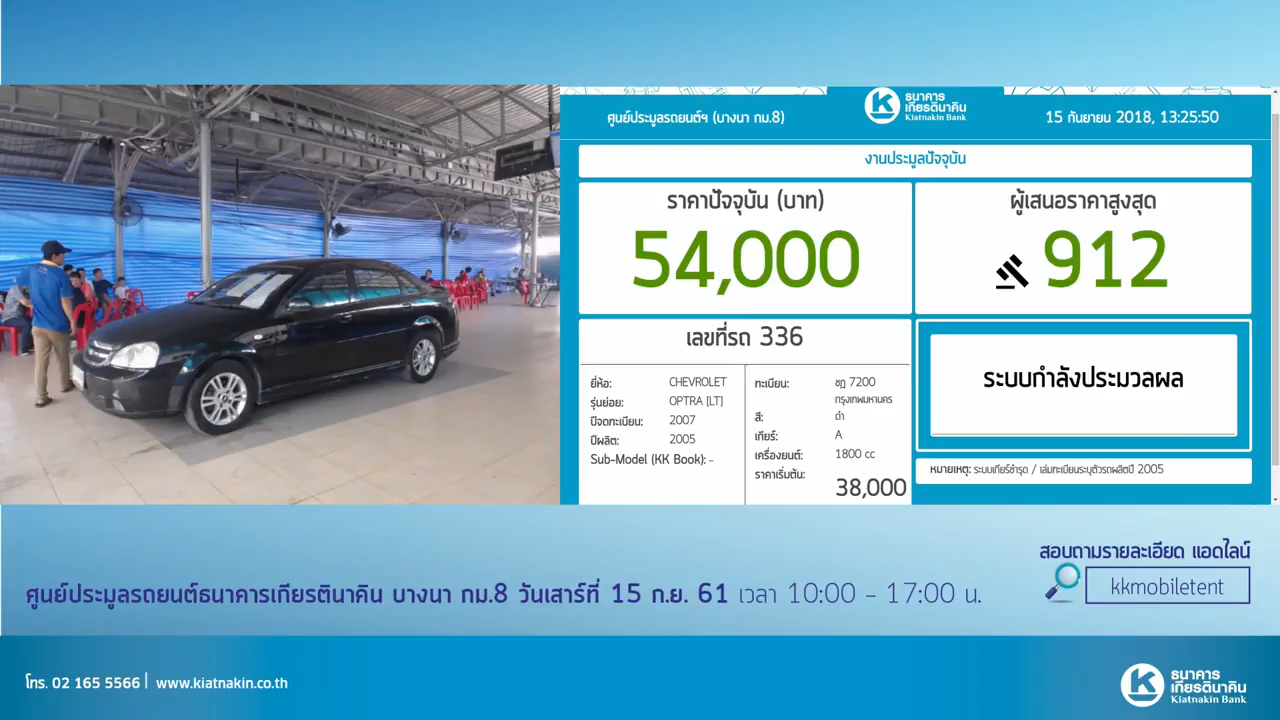 ศูนย์ประมูลรถยนต์ฯ (บางนา กม.8)
ธนาคาร
เกียรตินาคิน
Kiatnakin Bank
15 กันยายน 2018, 13:25:50
งานประมูลปัจจุบัน
ราคาปัจจุบัน (บาท)
54,000
ผู้เสนอราคาสูงสุด
912
เลขที่รถ 336
ยี่ห้อ: CHEVROLET
รุ่นย่อย: OPTRA [LT]
ปีจดทะเบียน: 2007
ปีผลิต: 2005
Sub-Model (KK Book): -
ทะเบียน: ชฎ 7200
กรุงเทพมหานคร
สี: ดำ
เกียร์: A
เครื่องยนต์: 1800 cc
ราคาเริ่มต้น:
38,000
ระบบกำลังประมวลผล
หมายเหตุ: ระบบเกียร์ชำรุด / เล่มทะเบียนระบุตัวรถผลิตปี 2005
สอบถามรายละเอียด แอดไลน์
kkmobiletent
ศูนย์ประมูลรถยนต์ธนาคารเกียรตินาคิน บางนา กม.8 วันเสาร์ที่ 15 ก.ย. 61 เวลา 10:00 - 17:00 น.
โทร. 02 165 5566 | www.kiatnakin.co.th
ธนาคาร
เกียรตินาคิน
Kiatnakin Bank